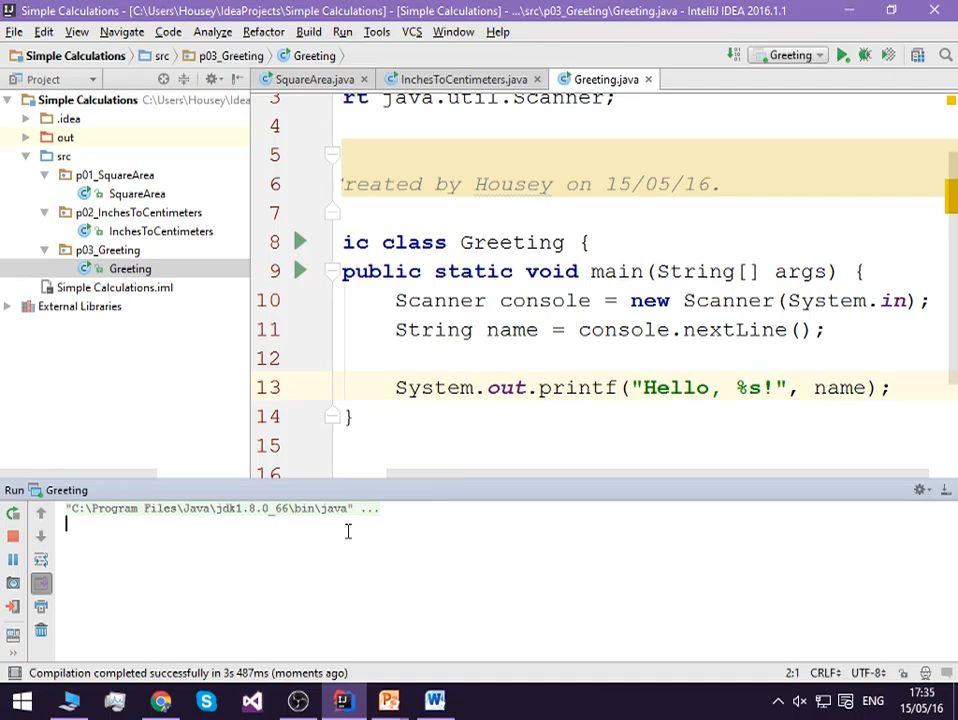 Simple Calculations - [C:\Users\Housey\IdeaProjects\Simple Calculations] - [Simple Calculations] - ...\src\p03_Greeting\Greeting.java - IntelliJ IDEA 2016.1.1
File Edit View Navigate Code Analyze Refactor Build Run Tools VCS Window Help
Simple Calculations src p03_Greeting Greeting Greeting
Project SquareArea.java InchesToCentimeters.java Greeting.java
Simple Calculations C:\Users\Housey\Idea
.idea
out
src
p01_SquareArea
SquareArea
p02_InchesToCentimeters
InchesToCentimeters
p03_Greeting
Greeting
Simple Calculations.iml
External Libraries
3 rt java.util.Scanner;
4
5
6 reated by Housey on 15/05/16.
7
8 ic class Greeting {
9 public static void main(String[] args) {
10 Scanner console = new Scanner(System.in);
11 String name = console.nextLine();
12
13 System.out.printf("Hello, %s!", name);
14 }
15
16
Run Greeting
"C:\Program Files\Java\jdk1.8.0_66\bin\java" ...
Compilation completed successfully in 3s 487ms (moments ago) 2:1 CRLF UTF-8
ENG 17:35
15/05/16